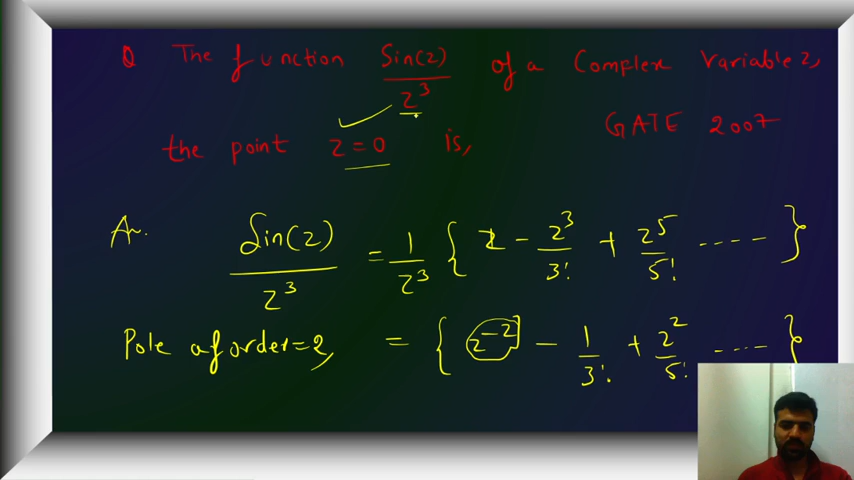 Q The function Sin(z)/z³ of a Complex Variable z,
the point z=0 is, GATE 2007
An. Sin(z)/z³ = 1/z³ { z - z³/3! + z⁵/5! ---- }
Pole of order=2, = { z⁻² - 1/3! + z²/5! ---- }